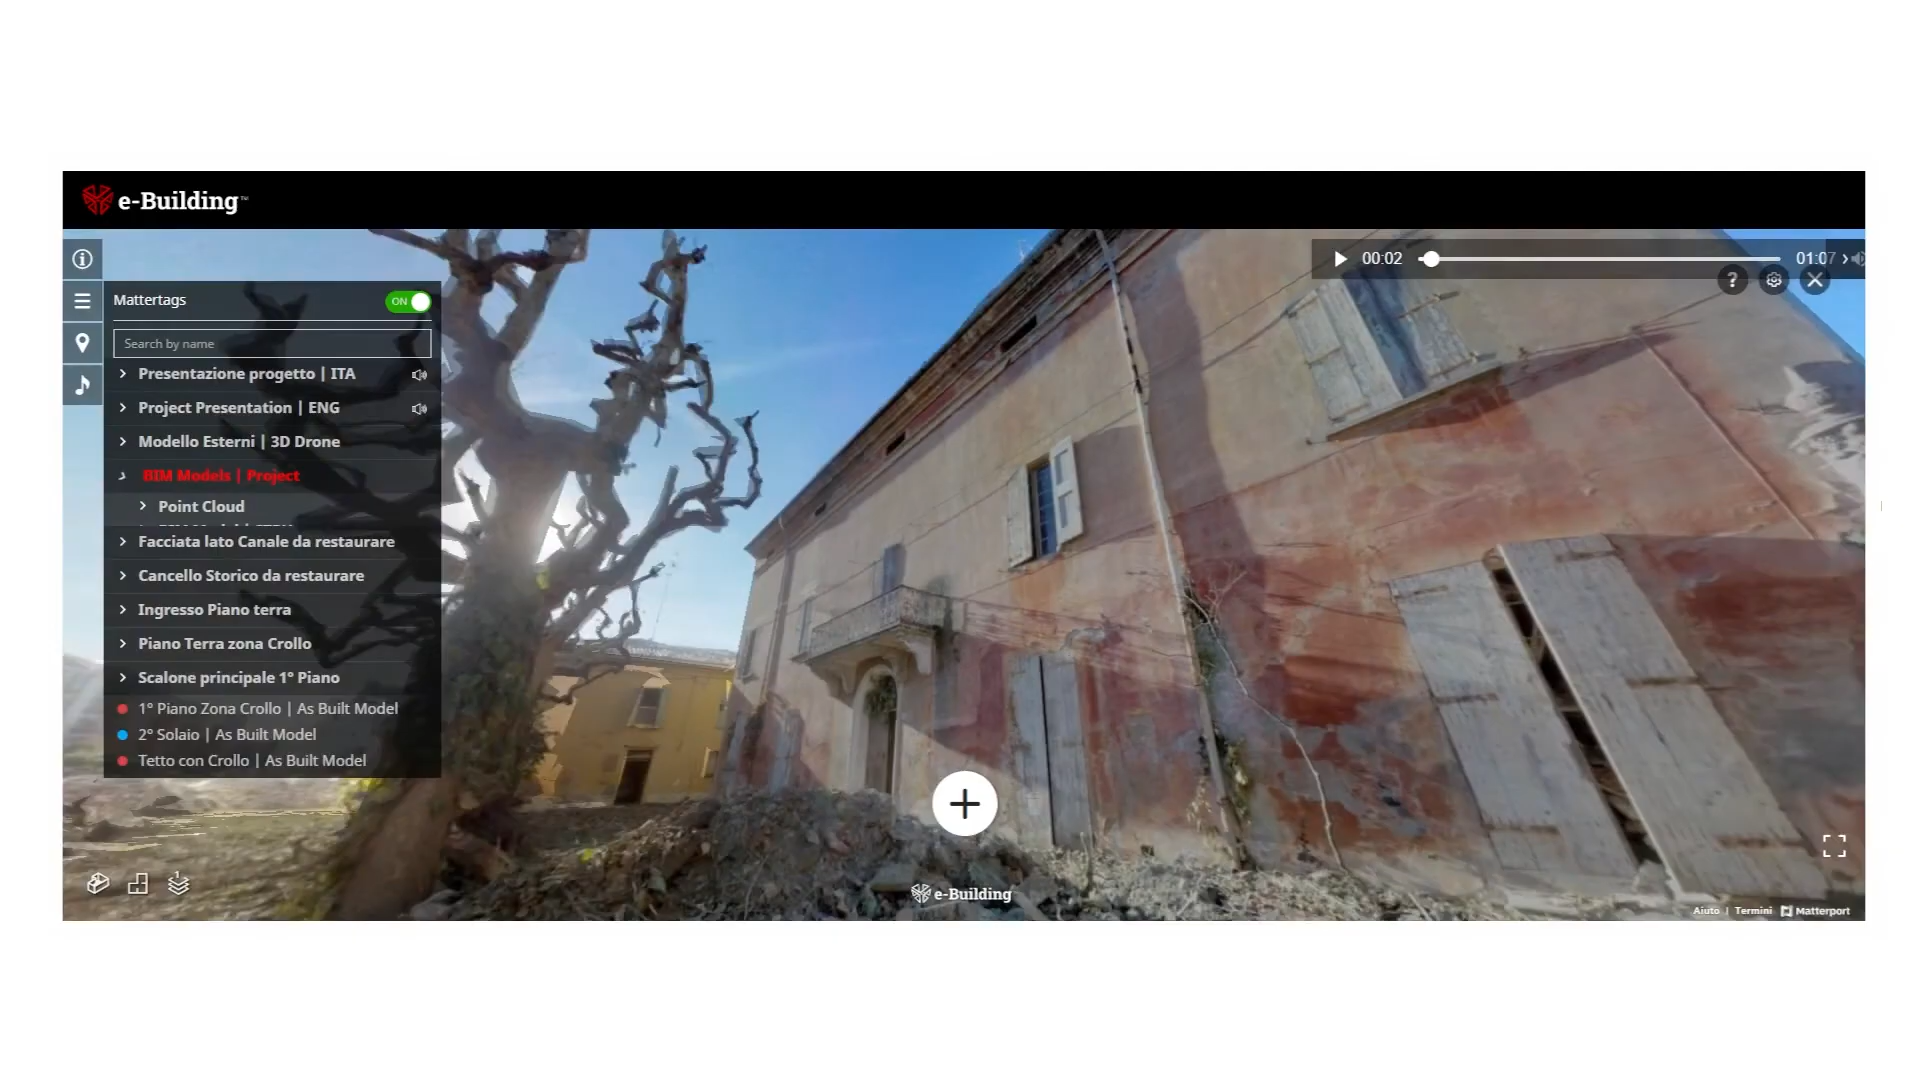 e-Building™
00:02
01:07
?
Mattertags
ON
Search by name
Presentazione progetto | ITA
Project Presentation | ENG
Modello Esterni | 3D Drone
BIM Models | Project
Point Cloud
Facciata lato Canale da restaurare
Cancello Storico da restaurare
Ingresso Piano terra
Piano Terra zona Crollo
Scalone principale 1° Piano
1° Piano Zona Crollo | As Built Model
2° Solaio | As Built Model
Tetto con Crollo | As Built Model
1
e-Building
Aiuto | Termini Matterport